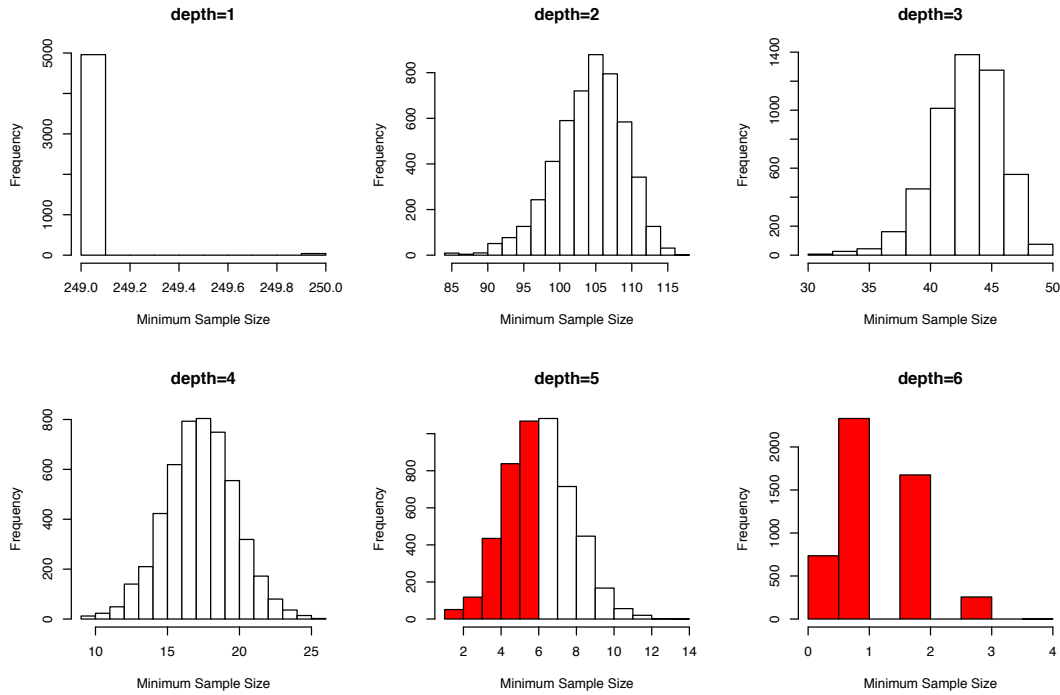 depth=1
Frequency
0 1000 3000 5000
249.0 249.2 249.4 249.6 249.8 250.0
Minimum Sample Size
depth=2
Frequency
0 200 400 600 800
85 90 95 100 105 110 115
Minimum Sample Size
depth=3
Frequency
0 200 600 1000 1400
30 35 40 45 50
Minimum Sample Size
depth=4
Frequency
0 200 400 600 800
10 15 20 25
Minimum Sample Size
depth=5
Frequency
0 200 400 600 800
2 4 6 8 10 12 14
Minimum Sample Size
depth=6
Frequency
0 500 1000 1500 2000
0 1 2 3 4
Minimum Sample Size